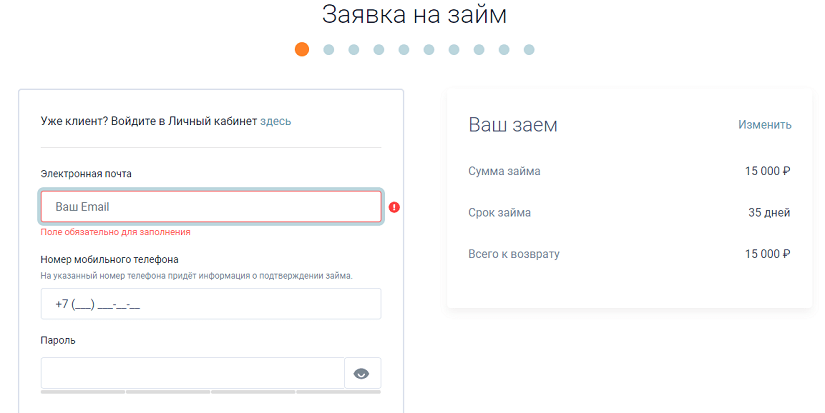 Заявка на займ
Уже клиент? Войдите в Личный кабинет здесь
Электронная почта
Ваш Email
Поле обязательно для заполнения
Номер мобильного телефона
На указанный номер телефона придёт информация о подтверждении займа.
+7 (___) ___-__-__
Пароль
Ваш заем
Изменить
Сумма займа 15 000 ₽
Срок займа 35 дней
Всего к возврату 15 000 ₽